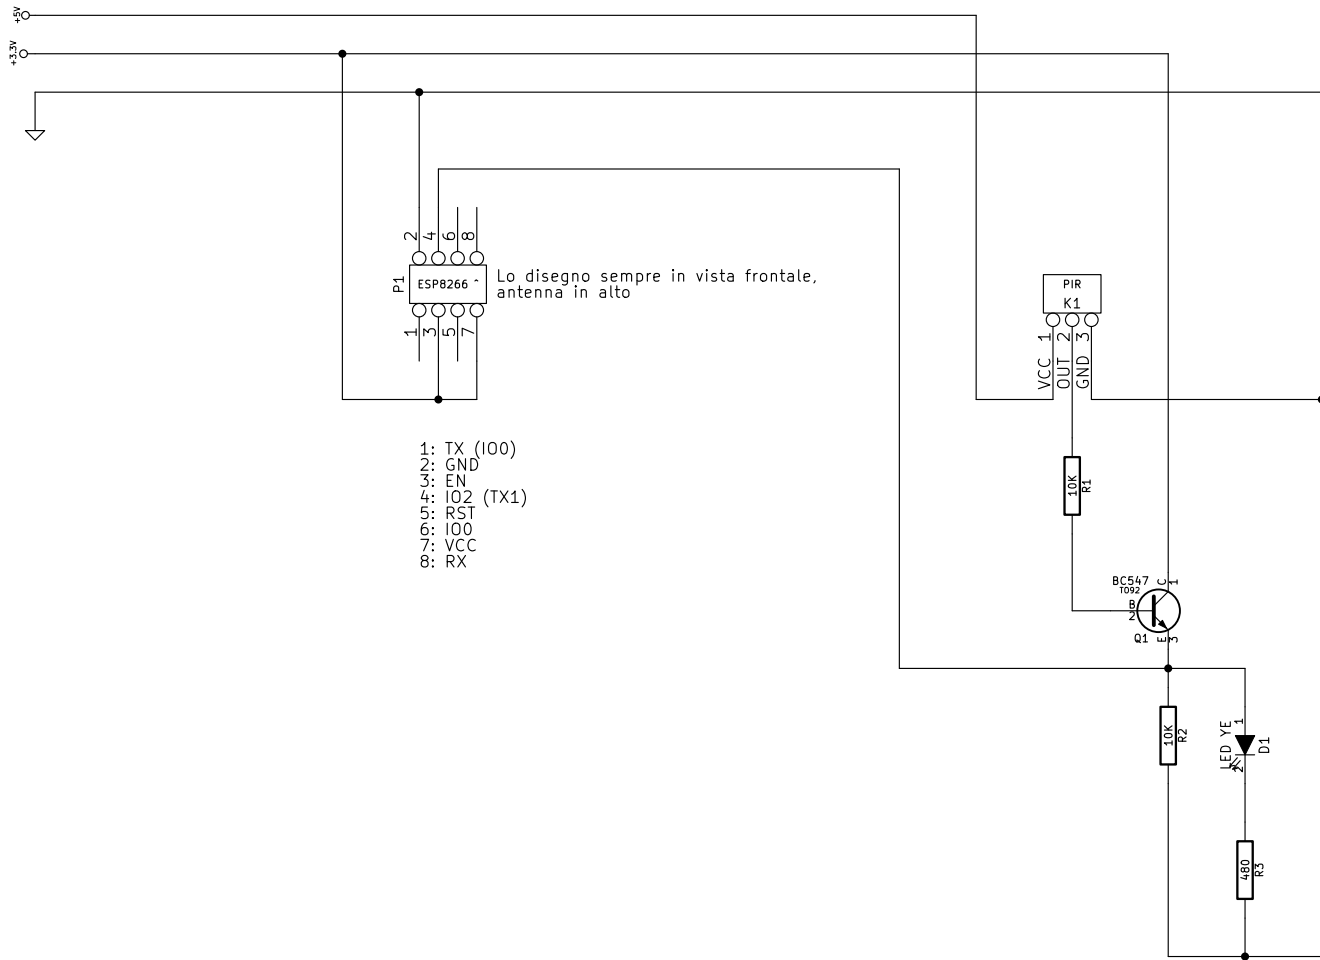 +5V
+3.3V
2
4
6
8
P1
ESP8266 ^
Lo disegno sempre in vista frontale,
antenna in alto
1
3
5
7
1: TX (IO0)
2: GND
3: EN
4: IO2 (TX1)
5: RST
6: IO0
7: VCC
8: RX
PIR
K1
1
2
3
VCC
OUT
GND
10K
R1
BC547
TO92
C
1
B
2
Q1
E
3
10K
R2
LED YE
1
2
D1
480
R3